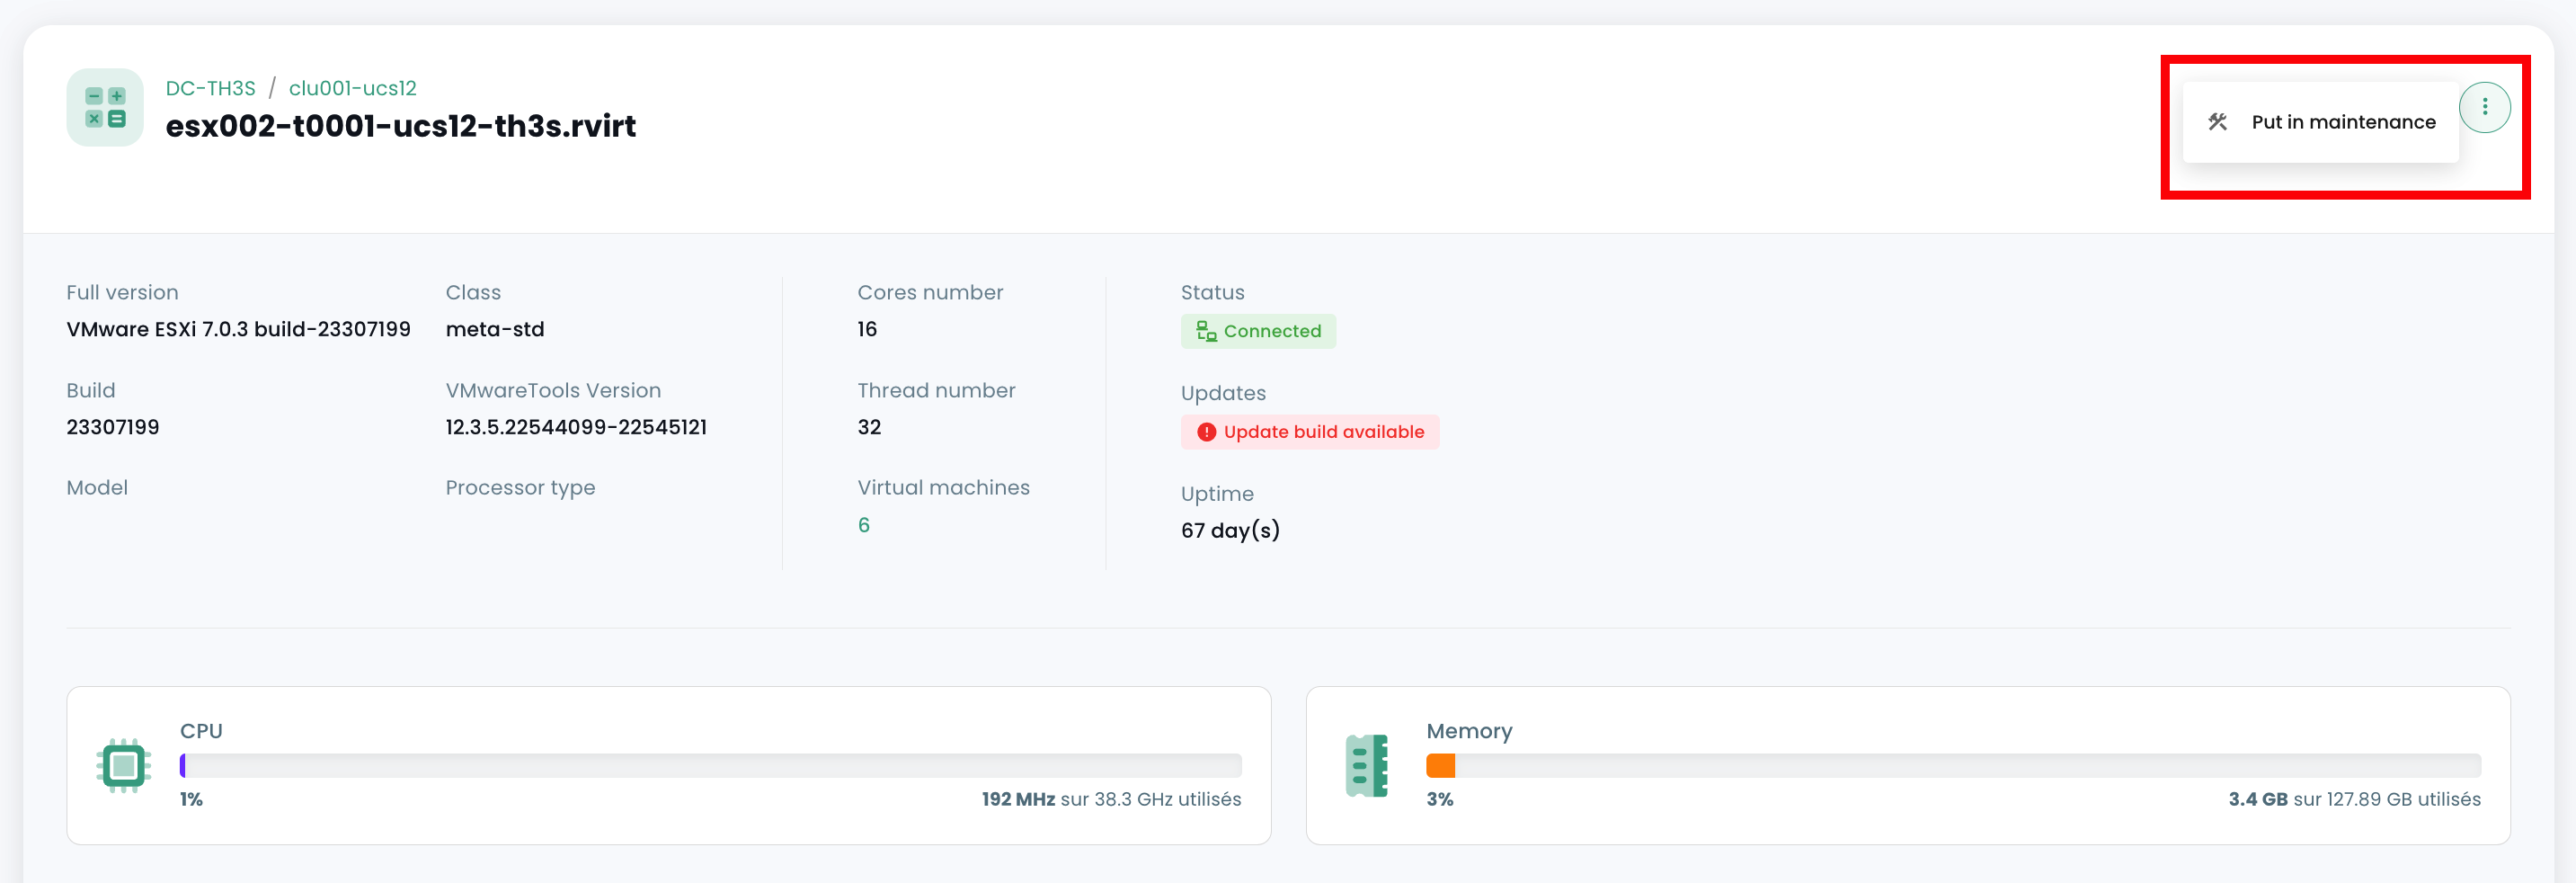 DC-TH3S / clu001-ucs12
esx002-t0001-ucs12-th3s.rvirt
Put in maintenance
Full version
VMware ESXi 7.0.3 build-23307199
Class
meta-std
Cores number
16
Status
Connected
Build
23307199
VMwareTools Version
12.3.5.22544099-22545121
Thread number
32
Updates
Update build available
Model
Processor type
Virtual machines
6
Uptime
67 day(s)
CPU
1%
192 MHz sur 38.3 GHz utilisés
Memory
3%
3.4 GB sur 127.89 GB utilisés